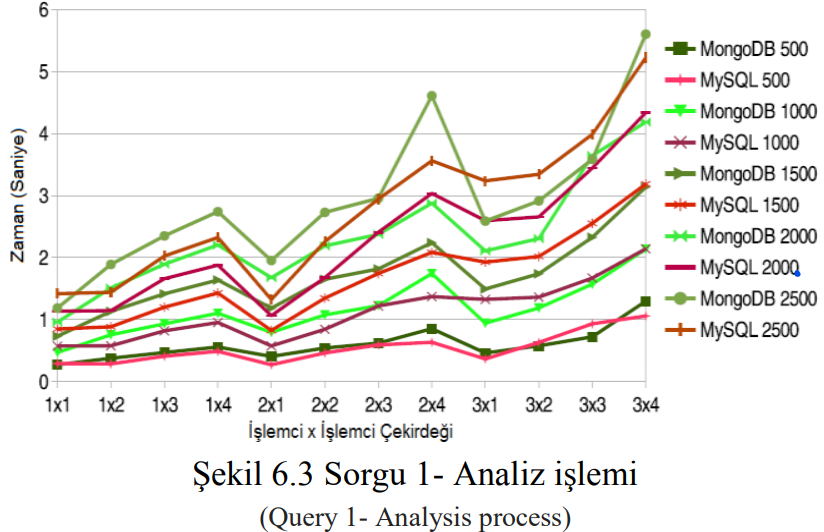 6
5
4
3
2
1
0
Zaman (Saniye)
1x1 1x2 1x3 1x4 2x1 2x2 2x3 2x4 3x1 3x2 3x3 3x4
İşlemci x İşlemci Çekirdeği
MongoDB 500
MySQL 500
MongoDB 1000
MySQL 1000
MongoDB 1500
MySQL 1500
MongoDB 2000
MySQL 2000
MongoDB 2500
MySQL 2500
Şekil 6.3 Sorgu 1- Analiz işlemi
(Query 1- Analysis process)